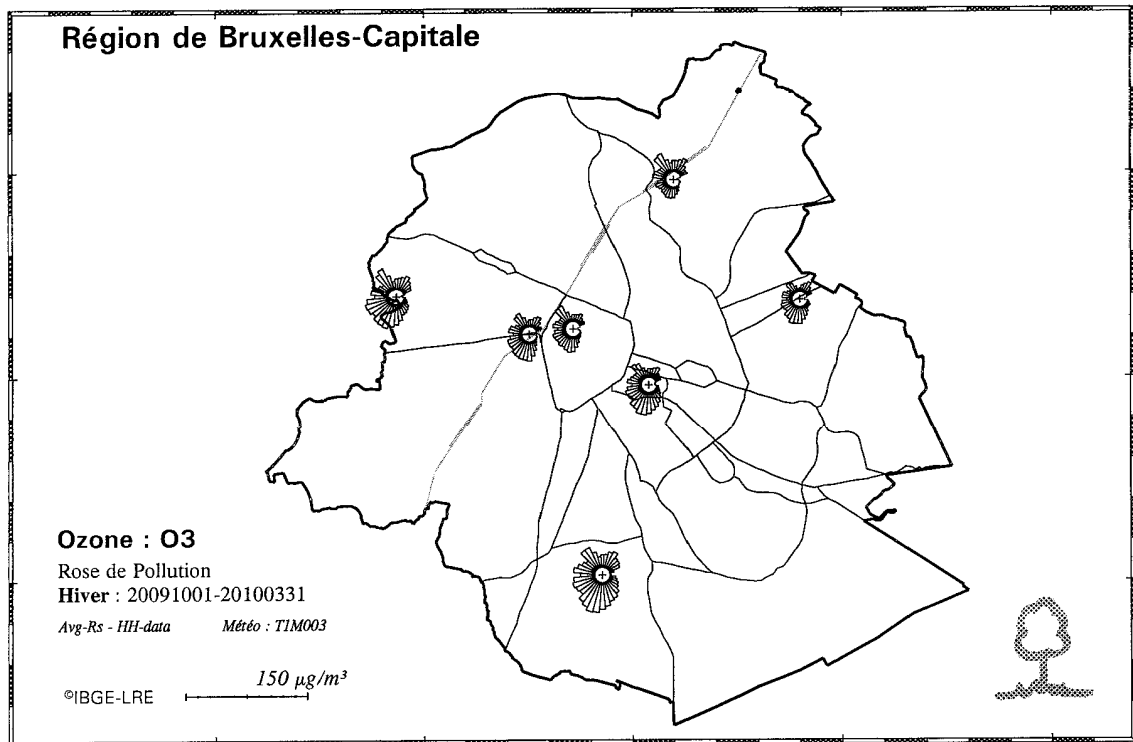 Région de Bruxelles-Capitale
Ozone : O3
Rose de Pollution
Hiver : 20091001-20100331
Avg-Rs - HH-data Météo : T1M003
150 µg/m³
©IBGE-LRE